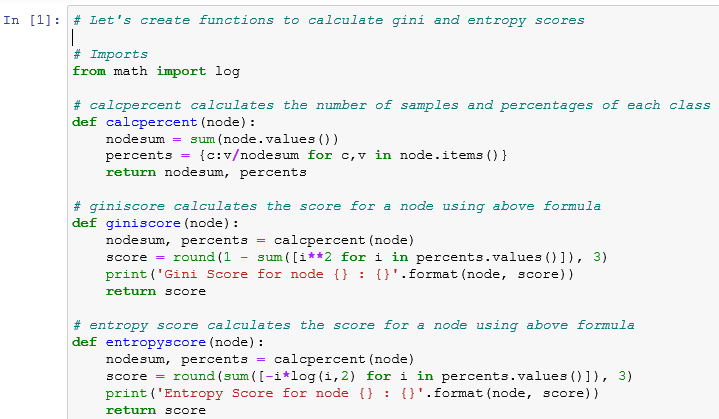 In [1]: # Let's create functions to calculate gini and entropy scores
# Imports
from math import log
# calcpercent calculates the number of samples and percentages of each class
def calcpercent(node):
    nodesum = sum(node.values())
    percents = {c:v/nodesum for c,v in node.items()}
    return nodesum, percents
# giniscore calculates the score for a node using above formula
def giniscore(node):
    nodesum, percents = calcpercent(node)
    score = round(1 - sum([i**2 for i in percents.values()]), 3)
    print('Gini Score for node {} : {}'.format(node, score))
    return score
# entropy score calculates the score for a node using above formula
def entropyscore(node):
    nodesum, percents = calcpercent(node)
    score = round(sum([-i*log(i,2) for i in percents.values()]), 3)
    print('Entropy Score for node {} : {}'.format(node, score))
    return score